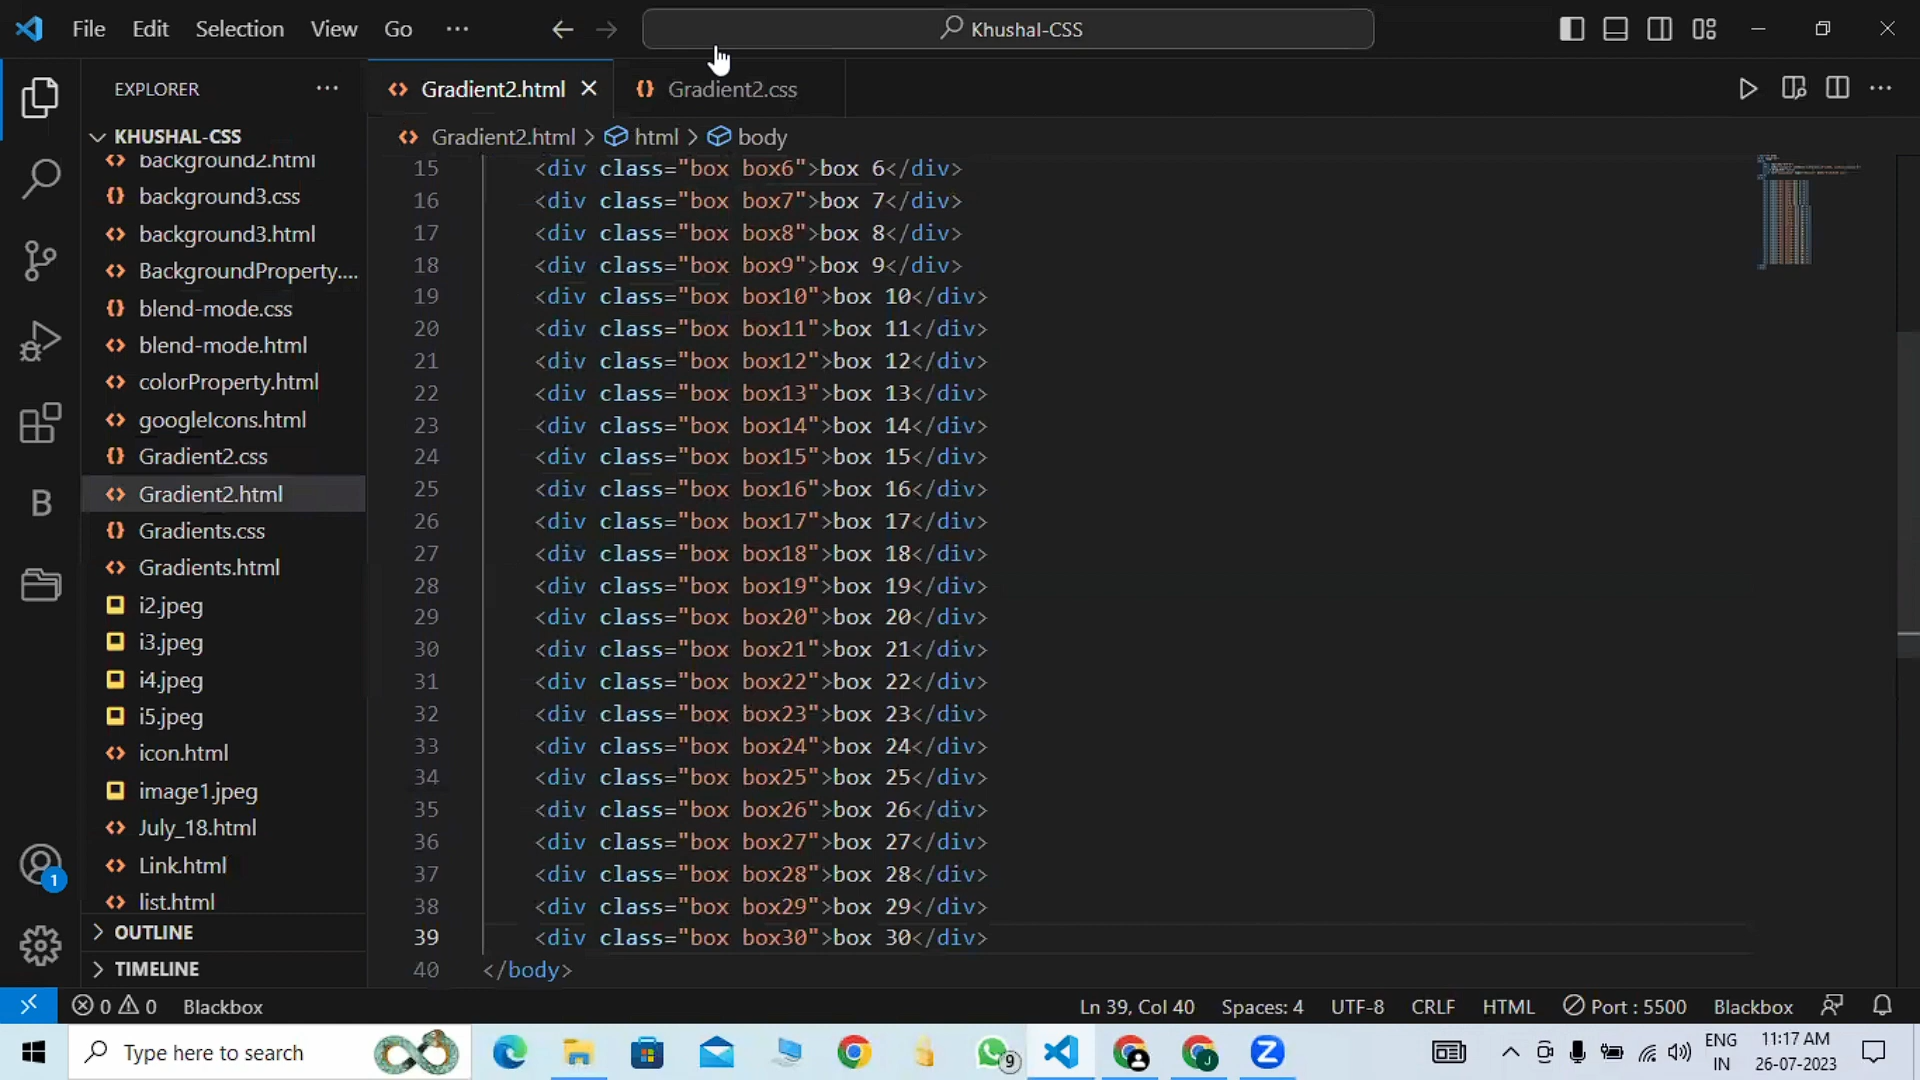 File Edit Selection View Go ··· Khushal-CSS
EXPLORER ··· Gradient2.html Gradient2.css
KHUSHAL-CSS
Gradient2.html > html > body
background2.html
background3.css
background3.html
BackgroundProperty....
blend-mode.css
blend-mode.html
colorProperty.html
googleIcons.html
Gradient2.css
Gradient2.html
Gradients.css
Gradients.html
i2.jpeg
i3.jpeg
i4.jpeg
i5.jpeg
icon.html
image1.jpeg
July_18.html
Link.html
list.html
OUTLINE
TIMELINE
15 <div class="box box6">box 6</div>
16 <div class="box box7">box 7</div>
17 <div class="box box8">box 8</div>
18 <div class="box box9">box 9</div>
19 <div class="box box10">box 10</div>
20 <div class="box box11">box 11</div>
21 <div class="box box12">box 12</div>
22 <div class="box box13">box 13</div>
23 <div class="box box14">box 14</div>
24 <div class="box box15">box 15</div>
25 <div class="box box16">box 16</div>
26 <div class="box box17">box 17</div>
27 <div class="box box18">box 18</div>
28 <div class="box box19">box 19</div>
29 <div class="box box20">box 20</div>
30 <div class="box box21">box 21</div>
31 <div class="box box22">box 22</div>
32 <div class="box box23">box 23</div>
33 <div class="box box24">box 24</div>
34 <div class="box box25">box 25</div>
35 <div class="box box26">box 26</div>
36 <div class="box box27">box 27</div>
37 <div class="box box28">box 28</div>
38 <div class="box box29">box 29</div>
39 <div class="box box30">box 30</div>
40 </body>
B
1
0 0 Blackbox Ln 39, Col 40 Spaces: 4 UTF-8 CRLF HTML Port : 5500 Blackbox
Type here to search 9 J Z ENG 11:17 AM
IN 26-07-2023